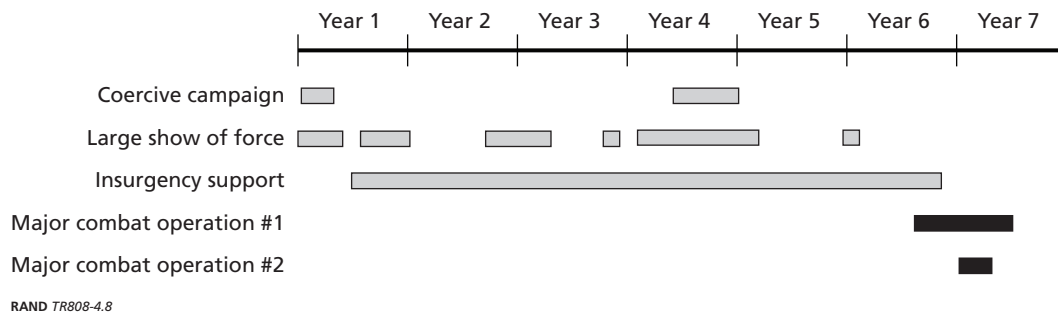 Year 1 Year 2 Year 3 Year 4 Year 5 Year 6 Year 7
Coercive campaign
Large show of force
Insurgency support
Major combat operation #1
Major combat operation #2
RAND TR808-4.8